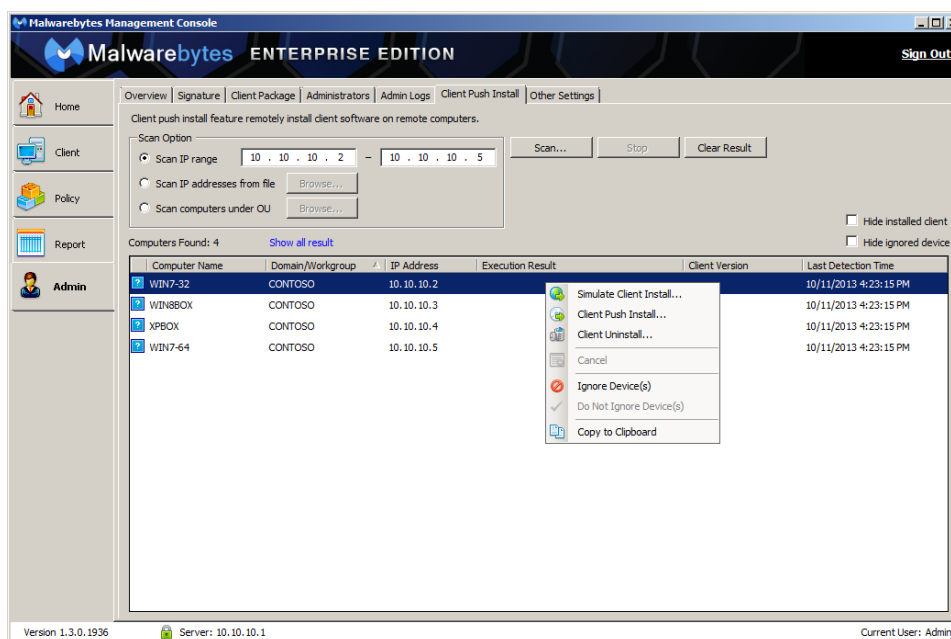 Malwarebytes Management Console
Malwarebytes ENTERPRISE EDITION
Sign Out
Home
Client
Policy
Report
Admin
Overview Signature Client Package Administrators Admin Logs Client Push Install Other Settings
Client push install feature remotely install client software on remote computers.
Scan Option
Scan IP range 10 . 10 . 10 . 2 - 10 . 10 . 10 . 5
Scan... Stop Clear Result
Scan IP addresses from file Browse...
Scan computers under OU Browse...
Hide installed client
Hide ignored device
Computers Found: 4 Show all result
Computer Name Domain/Workgroup IP Address Execution Result Client Version Last Detection Time
WIN7-32 CONTOSO 10.10.10.2 10/11/2013 4:23:15 PM
WIN8BOX CONTOSO 10.10.10.3 10/11/2013 4:23:15 PM
XPBOX CONTOSO 10.10.10.4 10/11/2013 4:23:15 PM
WIN7-64 CONTOSO 10.10.10.5 10/11/2013 4:23:15 PM
Simulate Client Install...
Client Push Install...
Client Uninstall...
Cancel
Ignore Device(s)
Do Not Ignore Device(s)
Copy to Clipboard
Version 1.3.0.1936 Server: 10.10.10.1 Current User: Admin